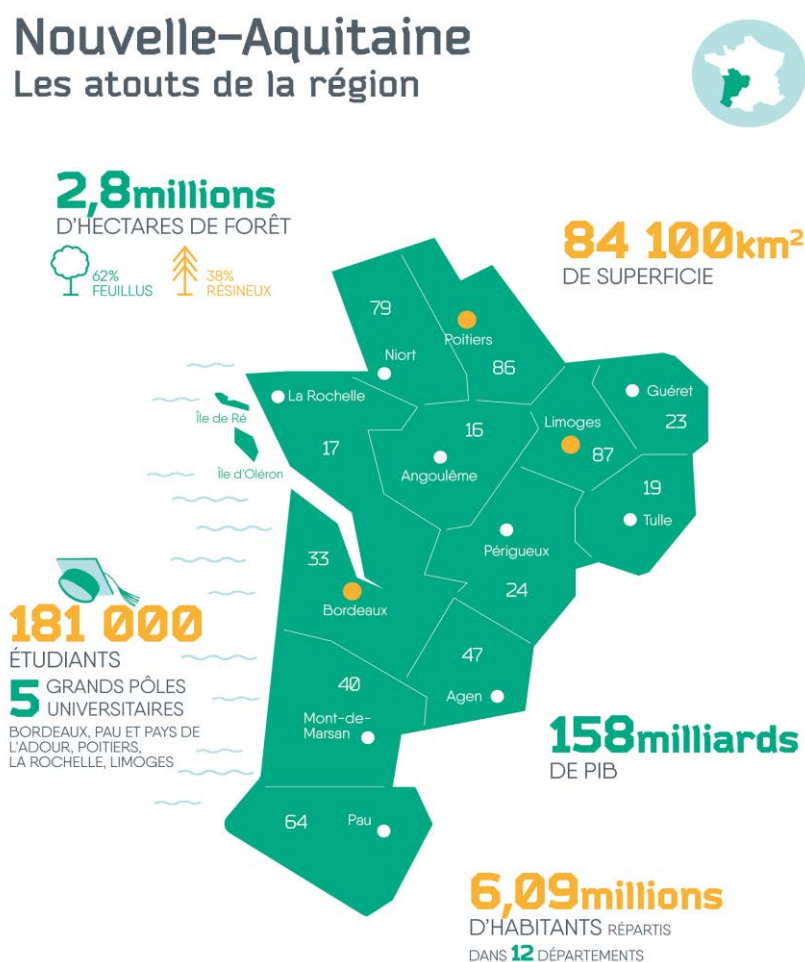 Nouvelle-Aquitaine
Les atouts de la région
2,8millions
D'HECTARES DE FORÊT
62%
FEUILLUS
38%
RÉSINEUX
84 100km²
DE SUPERFICIE
79
Niort
Poitiers
86
La Rochelle
Île de Ré
17
Île d'Oléron
16
Angoulême
Limoges
87
Guéret
23
19
Tulle
Périgueux
24
33
Bordeaux
181 000
ÉTUDIANTS
5 GRANDS PÔLES
UNIVERSITAIRES
BORDEAUX, PAU ET PAYS DE
L'ADOUR, POITIERS,
LA ROCHELLE, LIMOGES
47
Agen
40
Mont-de-
Marsan
158milliards
DE PIB
64
Pau
6,09millions
D'HABITANTS RÉPARTIS
DANS 12 DÉPARTEMENTS